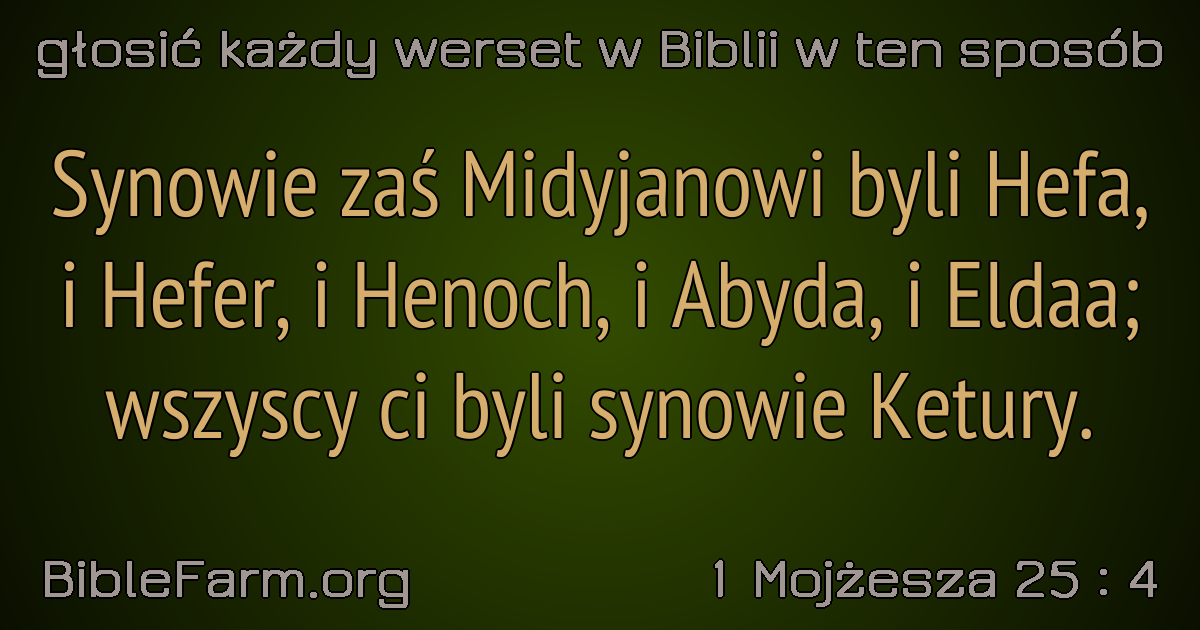 głosić każdy werset w Biblii w ten sposób
Synowie zaś Midyjanowi byli Hefa,
i Hefer, i Henoch, i Abyda, i Eldaa;
wszyscy ci byli synowie Ketury.
BibleFarm.org
1 Mojżesza 25 : 4